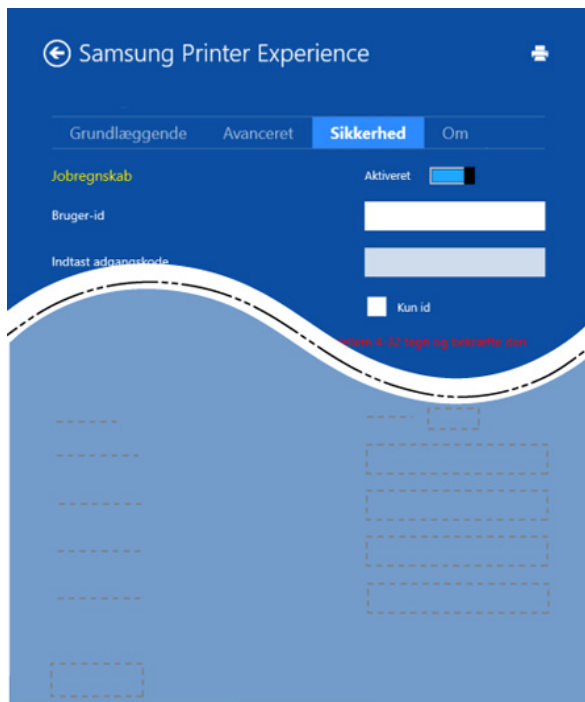 Samsung Printer Experience
Grundlæggende Avanceret Sikkerhed Om
Jobregnskab Aktiveret
Bruger-id
Indtast adgangskode
Kun id
mellem 4-32 tegn og bekræfte den